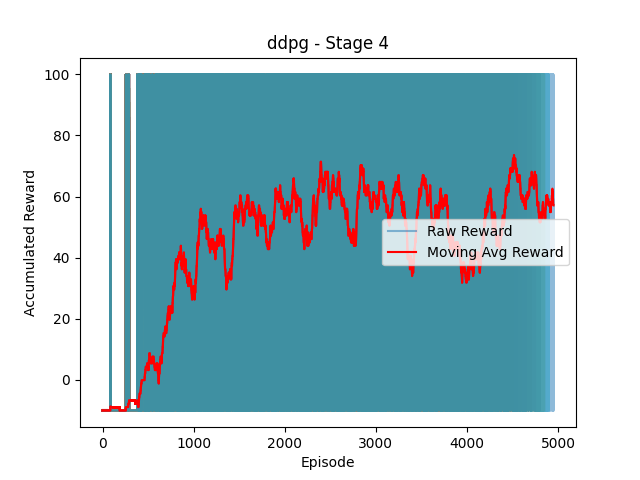 ddpg - Stage 4
Accumulated Reward
100
80
60
40
20
0
Raw Reward
Moving Avg Reward
0 1000 2000 3000 4000 5000
Episode